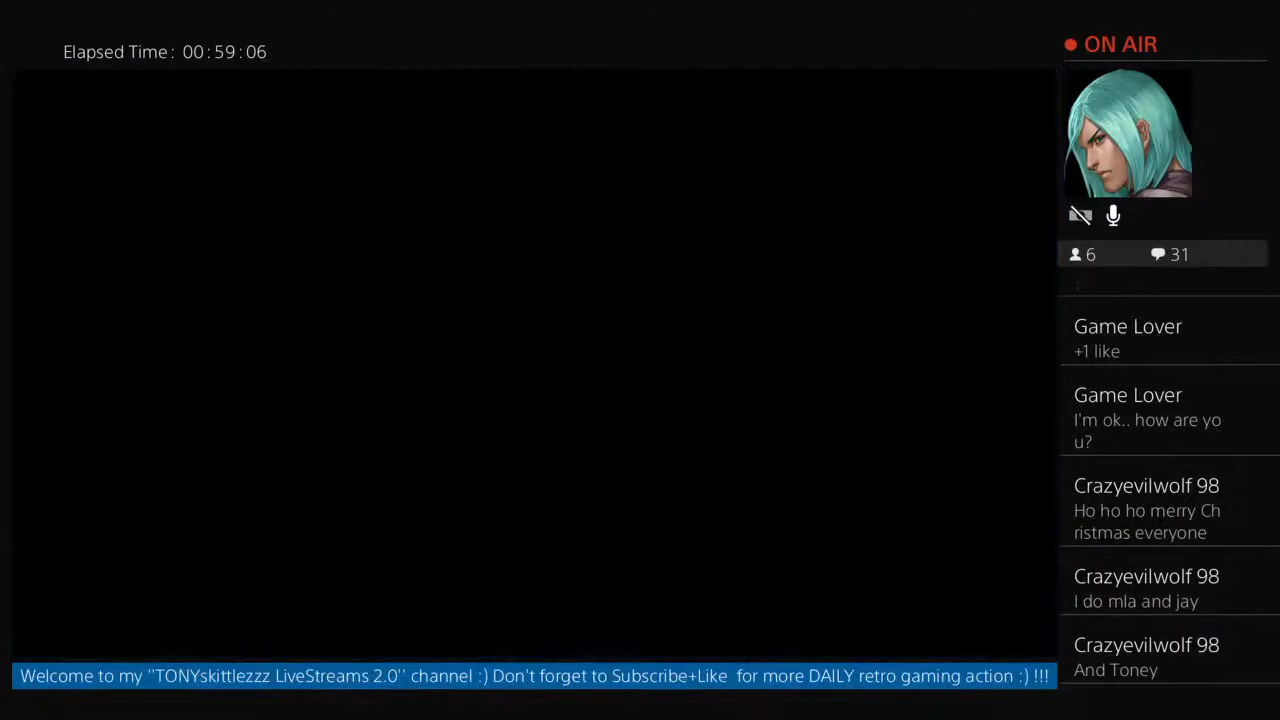 Elapsed Time: 00:59:06
ON AIR
6 31
Game Lover
+1 like
Game Lover
I'm ok.. how are yo
u?
Crazyevilwolf 98
Ho ho ho merry Ch
ristmas everyone
Crazyevilwolf 98
I do mla and jay
Crazyevilwolf 98
And Toney
Welcome to my ''TONYskittlezzz LiveStreams 2.0'' channel :) Don't forget to Subscribe+Like  for more DAILY retro gaming action :) !!!